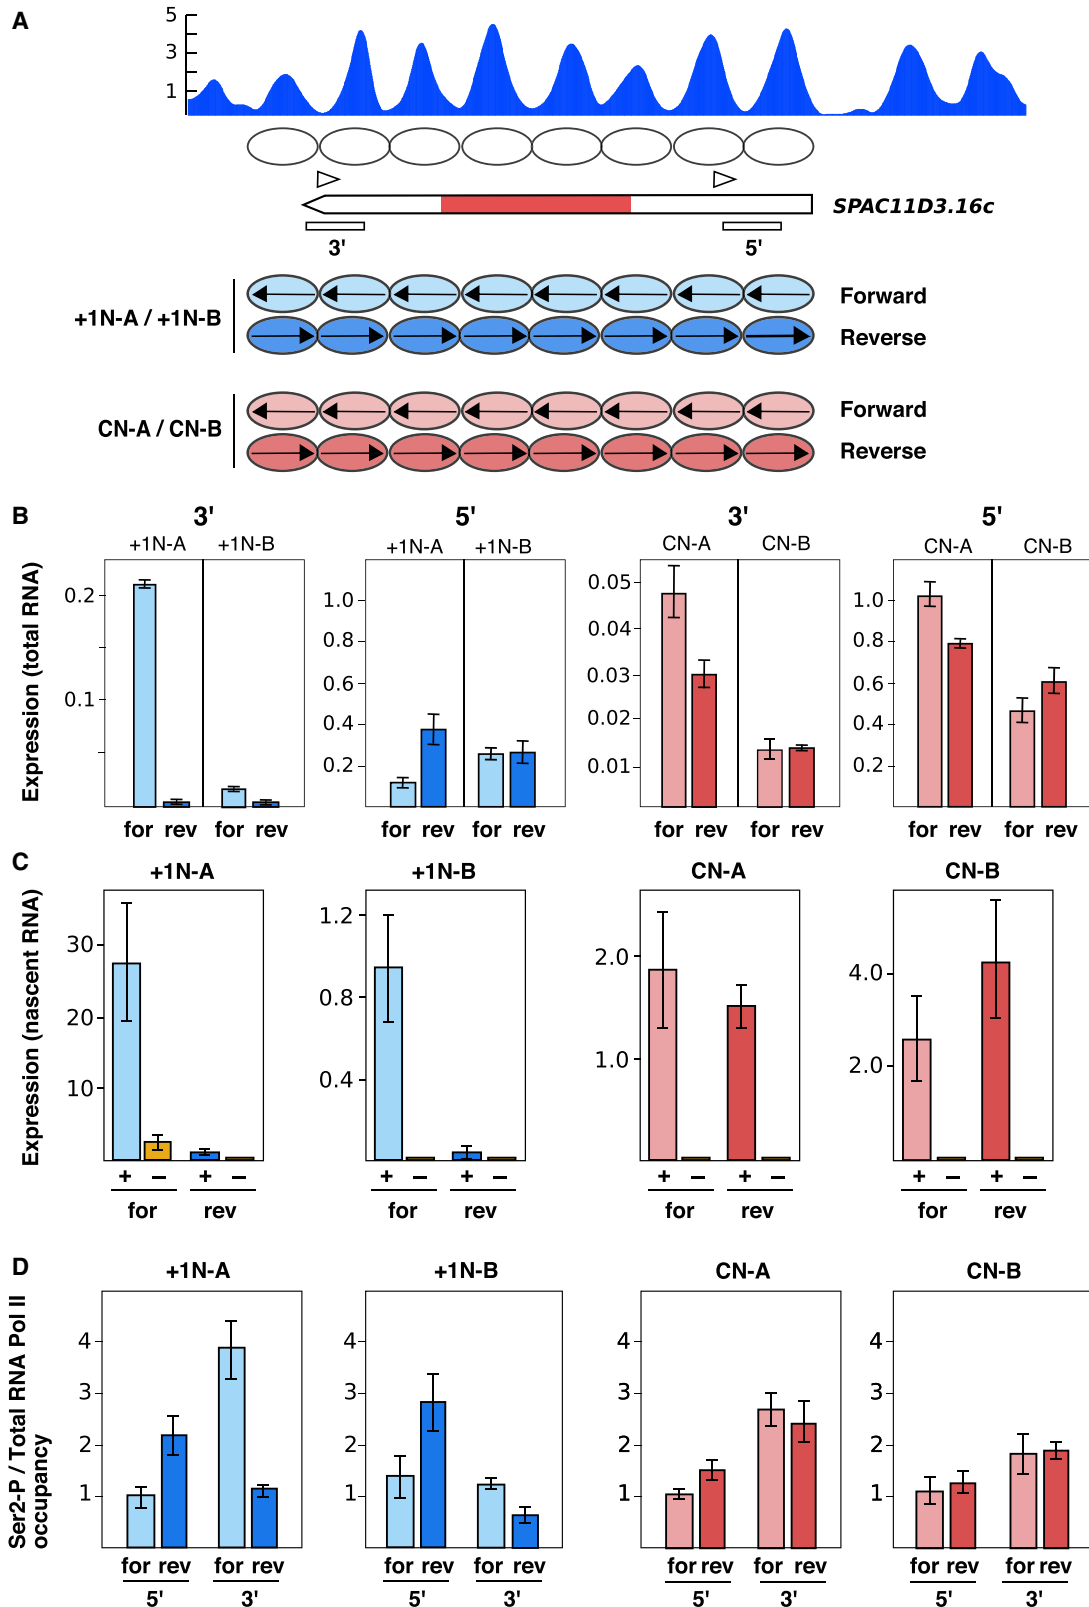 A
5
3
1
SPAC11D3.16c
3'
5'
+1N-A / +1N-B
Forward
Reverse
CN-A / CN-B
Forward
Reverse
B
3'
5'
3'
5'
+1N-A
+1N-B
+1N-A
+1N-B
CN-A
CN-B
CN-A
CN-B
Expression (total RNA)
0.2
0.1
1.0
0.8
0.6
0.4
0.2
0.05
0.04
0.03
0.02
0.01
1.0
0.8
0.6
0.4
0.2
for rev
for rev
for rev
for rev
for rev
for rev
for rev
for rev
C
+1N-A
+1N-B
CN-A
CN-B
Expression (nascent RNA)
30
20
10
1.2
0.8
0.4
2.0
1.0
4.0
2.0
+ − + −
+ − + −
+ − + −
+ − + −
for rev
for rev
for rev
for rev
D
+1N-A
+1N-B
CN-A
CN-B
Ser2-P / Total RNA Pol II
occupancy
4
3
2
1
4
3
2
1
4
3
2
1
4
3
2
1
for rev for rev
for rev for rev
for rev for rev
for rev for rev
5' 3'
5' 3'
5' 3'
5' 3'